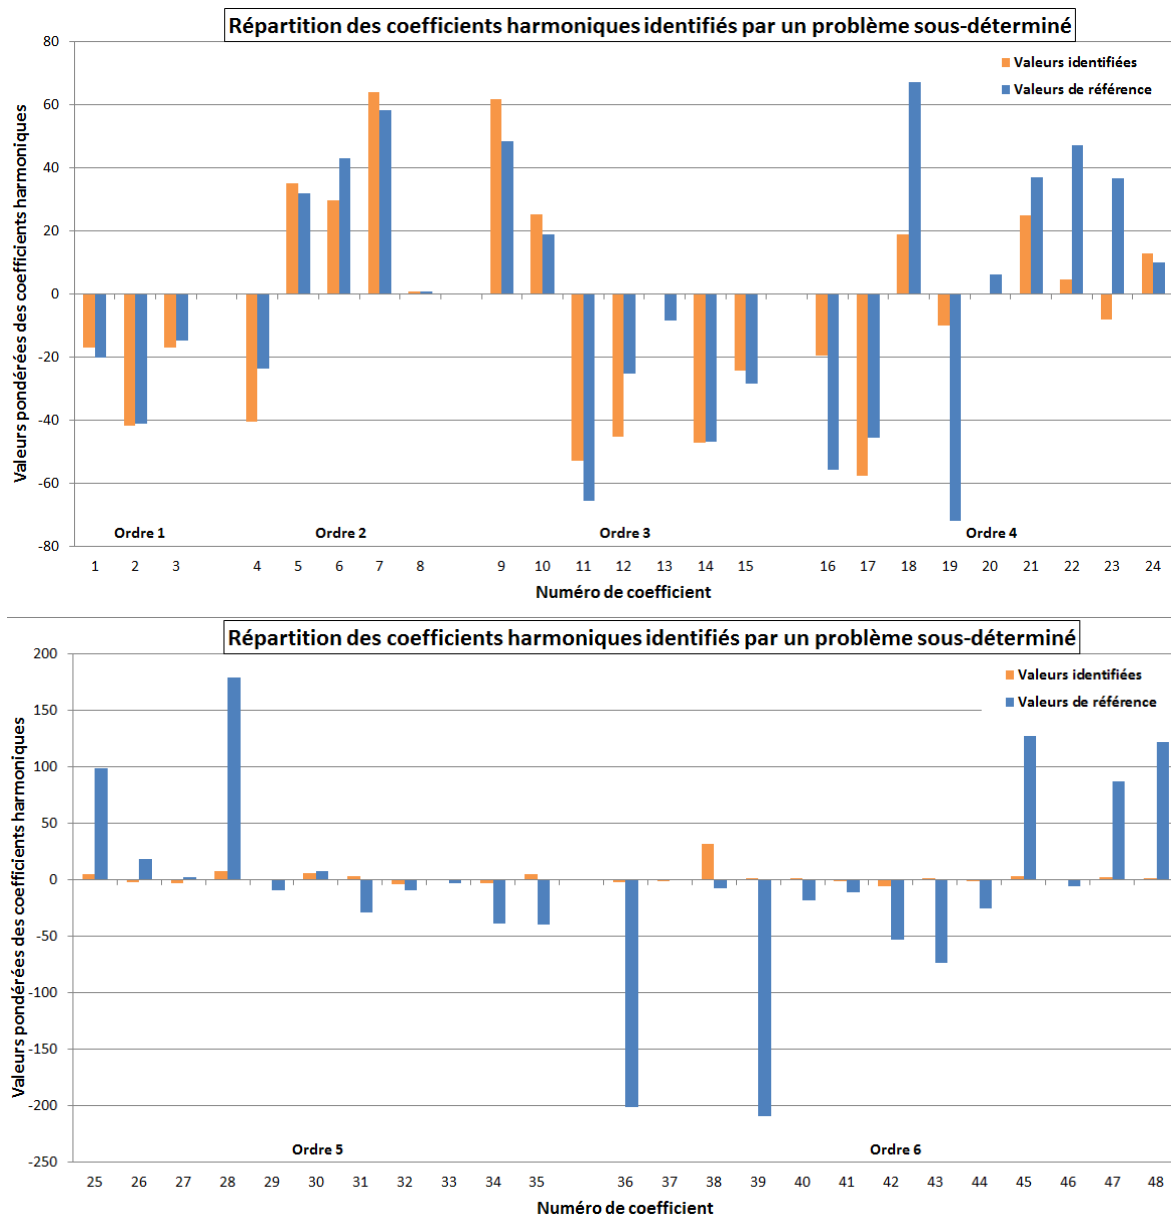 Répartition des coefficients harmoniques identifiés par un problème sous-déterminé
Valeurs pondérées des coefficients harmoniques
80
60
40
20
0
-20
-40
-60
-80
Valeurs identifiées
Valeurs de référence
Ordre 1 Ordre 2 Ordre 3 Ordre 4
1 2 3 4 5 6 7 8 9 10 11 12 13 14 15 16 17 18 19 20 21 22 23 24
Numéro de coefficient
Répartition des coefficients harmoniques identifiés par un problème sous-déterminé
Valeurs pondérées des coefficients harmoniques
200
150
100
50
0
-50
-100
-150
-200
-250
Valeurs identifiées
Valeurs de référence
Ordre 5 Ordre 6
25 26 27 28 29 30 31 32 33 34 35 36 37 38 39 40 41 42 43 44 45 46 47 48
Numéro de coefficient